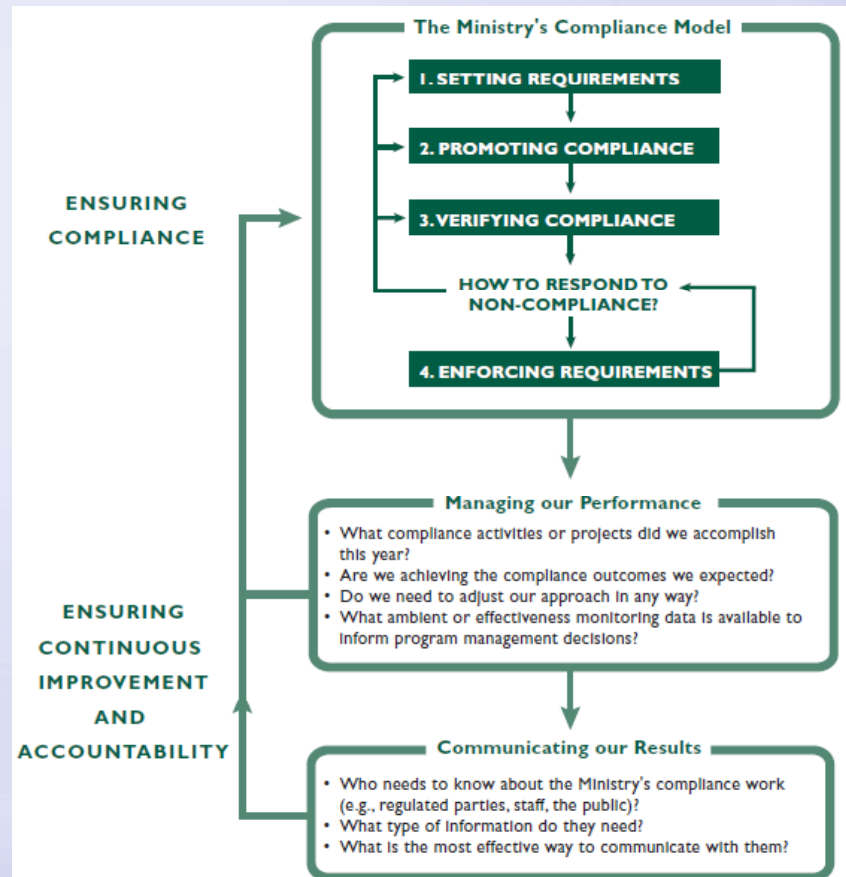 The Ministry's Compliance Model
1. SETTING REQUIREMENTS
2. PROMOTING COMPLIANCE
3. VERIFYING COMPLIANCE
HOW TO RESPOND TO
NON-COMPLIANCE?
4. ENFORCING REQUIREMENTS
ENSURING
COMPLIANCE
Managing our Performance
• What compliance activities or projects did we accomplish
this year?
• Are we achieving the compliance outcomes we expected?
• Do we need to adjust our approach in any way?
• What ambient or effectiveness monitoring data is available to
inform program management decisions?
ENSURING
CONTINUOUS
IMPROVEMENT
AND
ACCOUNTABILITY
Communicating our Results
• Who needs to know about the Ministry's compliance work
(e.g., regulated parties, staff, the public)?
• What type of information do they need?
• What is the most effective way to communicate with them?